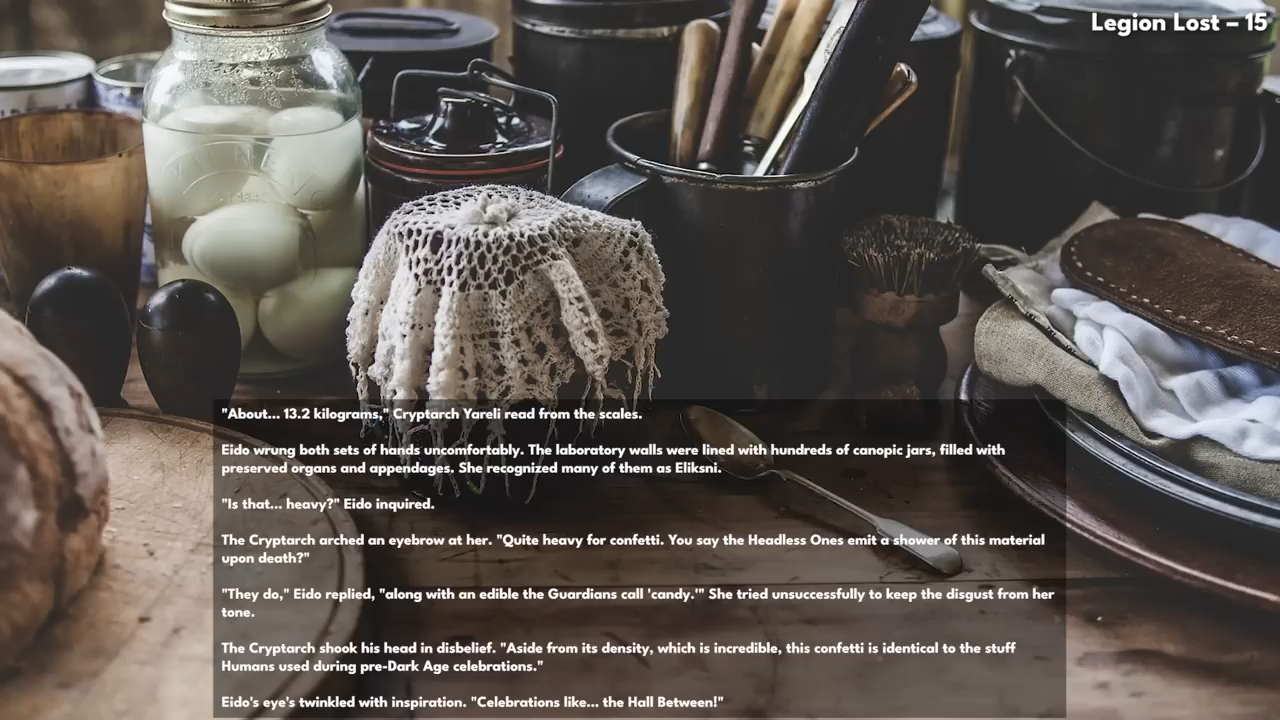 Legion Lost – 15
"About... 13.2 kilograms," Cryptarch Yareli read from the scales.
Eido wrung both sets of hands uncomfortably. The laboratory walls were lined with hundreds of canopic jars, filled with
preserved organs and appendages. She recognized many of them as Eliksni.
"Is that... heavy?" Eido inquired.
The Cryptarch arched an eyebrow at her. "Quite heavy for confetti. You say the Headless Ones emit a shower of this material
upon death?"
"They do," Eido replied, "along with an edible the Guardians call 'candy.'" She tried unsuccessfully to keep the disgust from her
tone.
The Cryptarch shook his head in disbelief. "Aside from its density, which is incredible, this confetti is identical to the stuff
Humans used during pre-Dark Age celebrations."
Eido's eye's twinkled with inspiration. "Celebrations like... the Hall Between!"